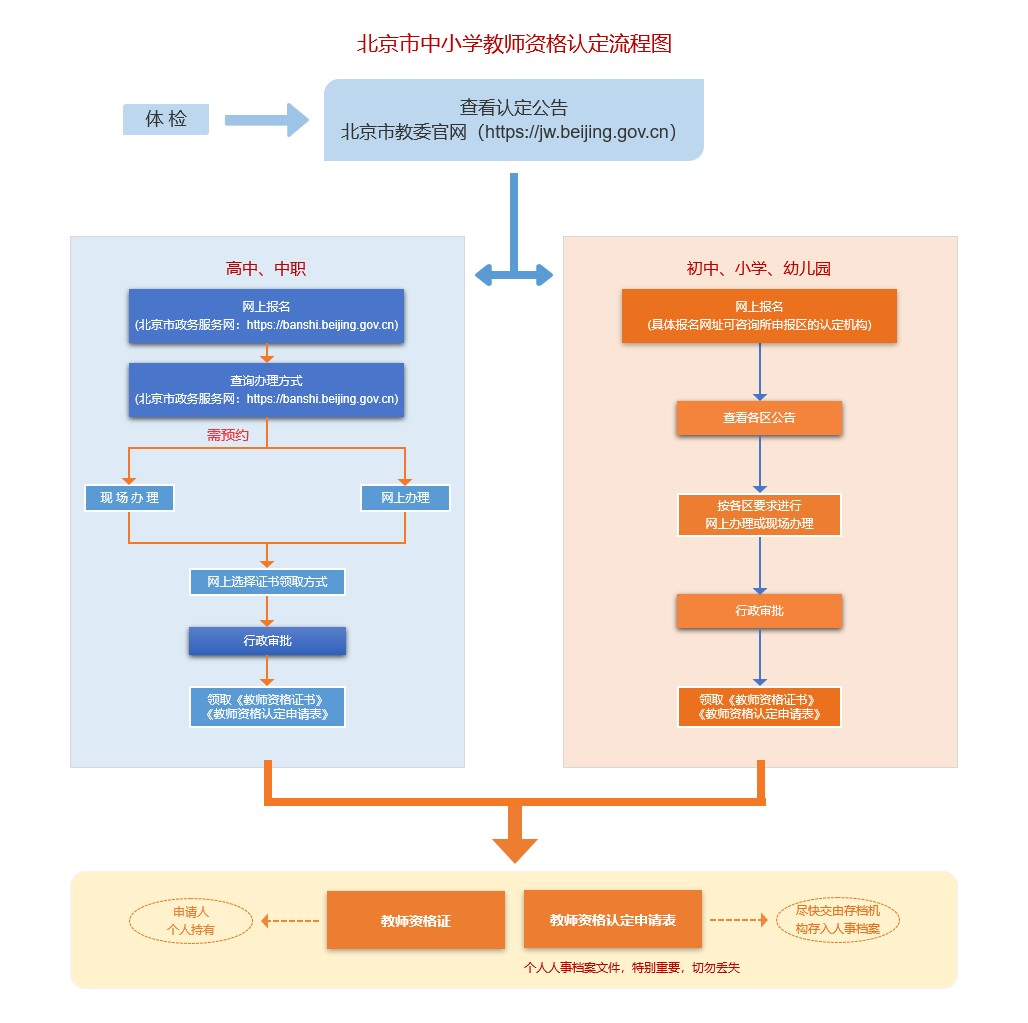 北京市中小学教师资格认定流程图
体 检
查看认定公告
北京市教委官网（https://jw.beijing.gov.cn）
高中、中职
网上报名
(北京市政务服务网：https://banshi.beijing.gov.cn)
查询办理方式
(北京市政务服务网：https://banshi.beijing.gov.cn)
需预约
现 场 办 理
网上办理
网上选择证书领取方式
行政审批
领取《教师资格证书》
《教师资格认定申请表》
初中、小学、幼儿园
网上报名
(具体报名网址可咨询所申报区的认定机构)
查看各区公告
按各区要求进行
网上办理或现场办理
行政审批
领取《教师资格证书》
《教师资格认定申请表》
申请人
个人持有
教师资格证
教师资格认定申请表
尽快交由存档机
构存入人事档案
个人人事档案文件，特别重要，切勿丢失